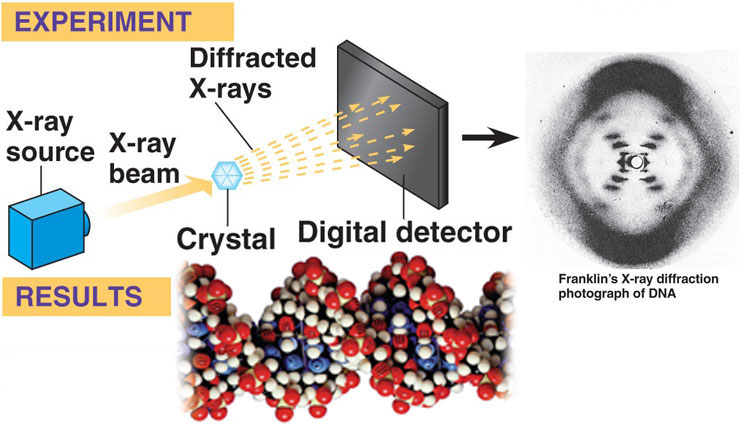 EXPERIMENT
Diffracted
X-rays
X-ray
source
X-ray
beam
Crystal
Digital detector
Franklin's X-ray diffraction
photograph of DNA
RESULTS